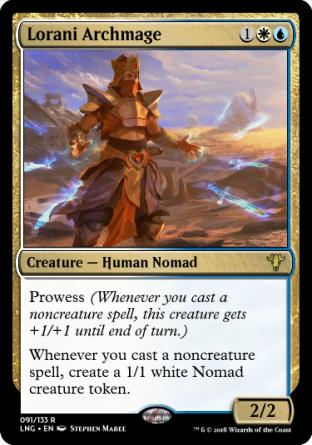 Lorani Archmage 1
Creature — Human Nomad
Prowess (Whenever you cast a
noncreature spell, this creature gets
+1/+1 until end of turn.)
Whenever you cast a noncreature
spell, create a 1/1 white Nomad
creature token.
2/2
091/133 R
LNG • EN Stephen Mabee
™ & © 2018 Wizards of the Coast